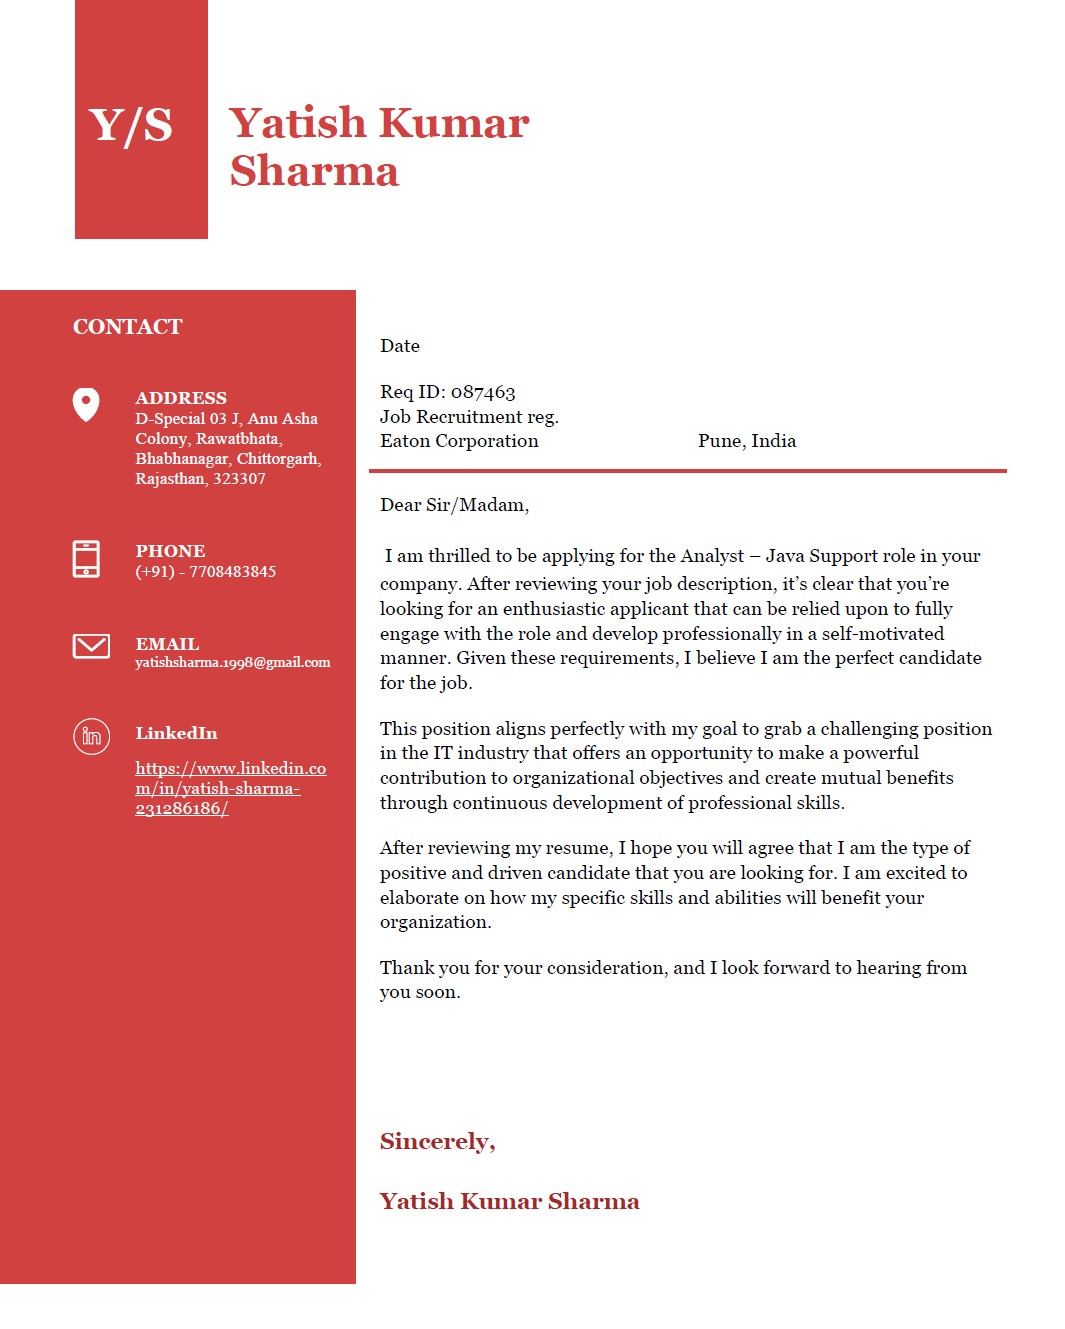 Y/S
Yatish Kumar
Sharma
CONTACT
ADDRESS
D-Special 03 J, Anu Asha
Colony, Rawatbhata,
Bhabhanagar, Chittorgarh,
Rajasthan, 323307
PHONE
(+91) - 7708483845
EMAIL
yatishsharma.1998@gmail.com
in
LinkedIn
https://www.linkedin.co
m/in/yatish-sharma-
231286186/
Date
Req ID: 087463
Job Recruitment reg.
Eaton Corporation Pune, India
Dear Sir/Madam,
I am thrilled to be applying for the Analyst – Java Support role in your
company. After reviewing your job description, it’s clear that you’re
looking for an enthusiastic applicant that can be relied upon to fully
engage with the role and develop professionally in a self-motivated
manner. Given these requirements, I believe I am the perfect candidate
for the job.
This position aligns perfectly with my goal to grab a challenging position
in the IT industry that offers an opportunity to make a powerful
contribution to organizational objectives and create mutual benefits
through continuous development of professional skills.
After reviewing my resume, I hope you will agree that I am the type of
positive and driven candidate that you are looking for. I am excited to
elaborate on how my specific skills and abilities will benefit your
organization.
Thank you for your consideration, and I look forward to hearing from
you soon.
Sincerely,
Yatish Kumar Sharma